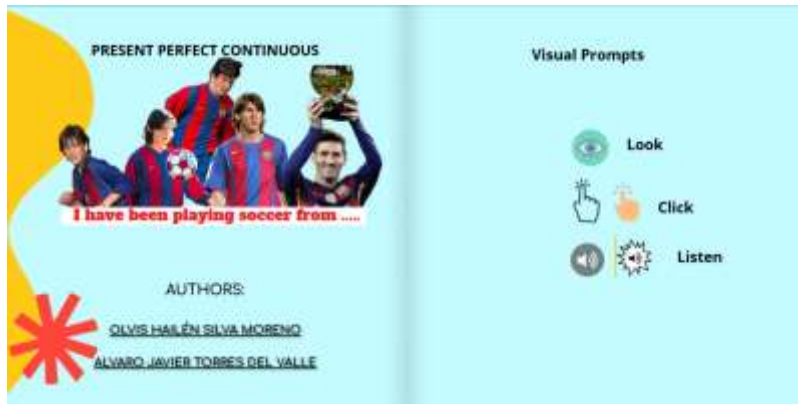 PRESENT PERFECT CONTINUOUS
I have been playing soccer from .....
AUTHORS:
OLVIS HAILÉN SILVA MORENO
ALVARO JAVIER TORRES DEL VALLE
Visual Prompts
Look
Click
Listen